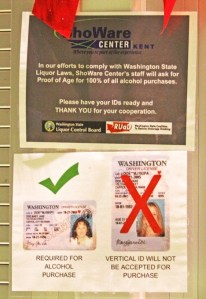 ShoWare
CENTER KENT
In our efforts to comply with Washington State
Liquor Laws, ShoWare Center's staff will ask for
Proof of Age for 100% of all alcohol purchases.
Please have your IDs ready and
THANK YOU for your cooperation.
Washington State
Liquor Control Board
RUaD
WASHINGTON
WASHINGTON
DRIVER LICENSE
REQUIRED FOR
ALCOHOL
PURCHASE
VERTICAL ID WILL NOT
BE ACCEPTED FOR
PURCHASE